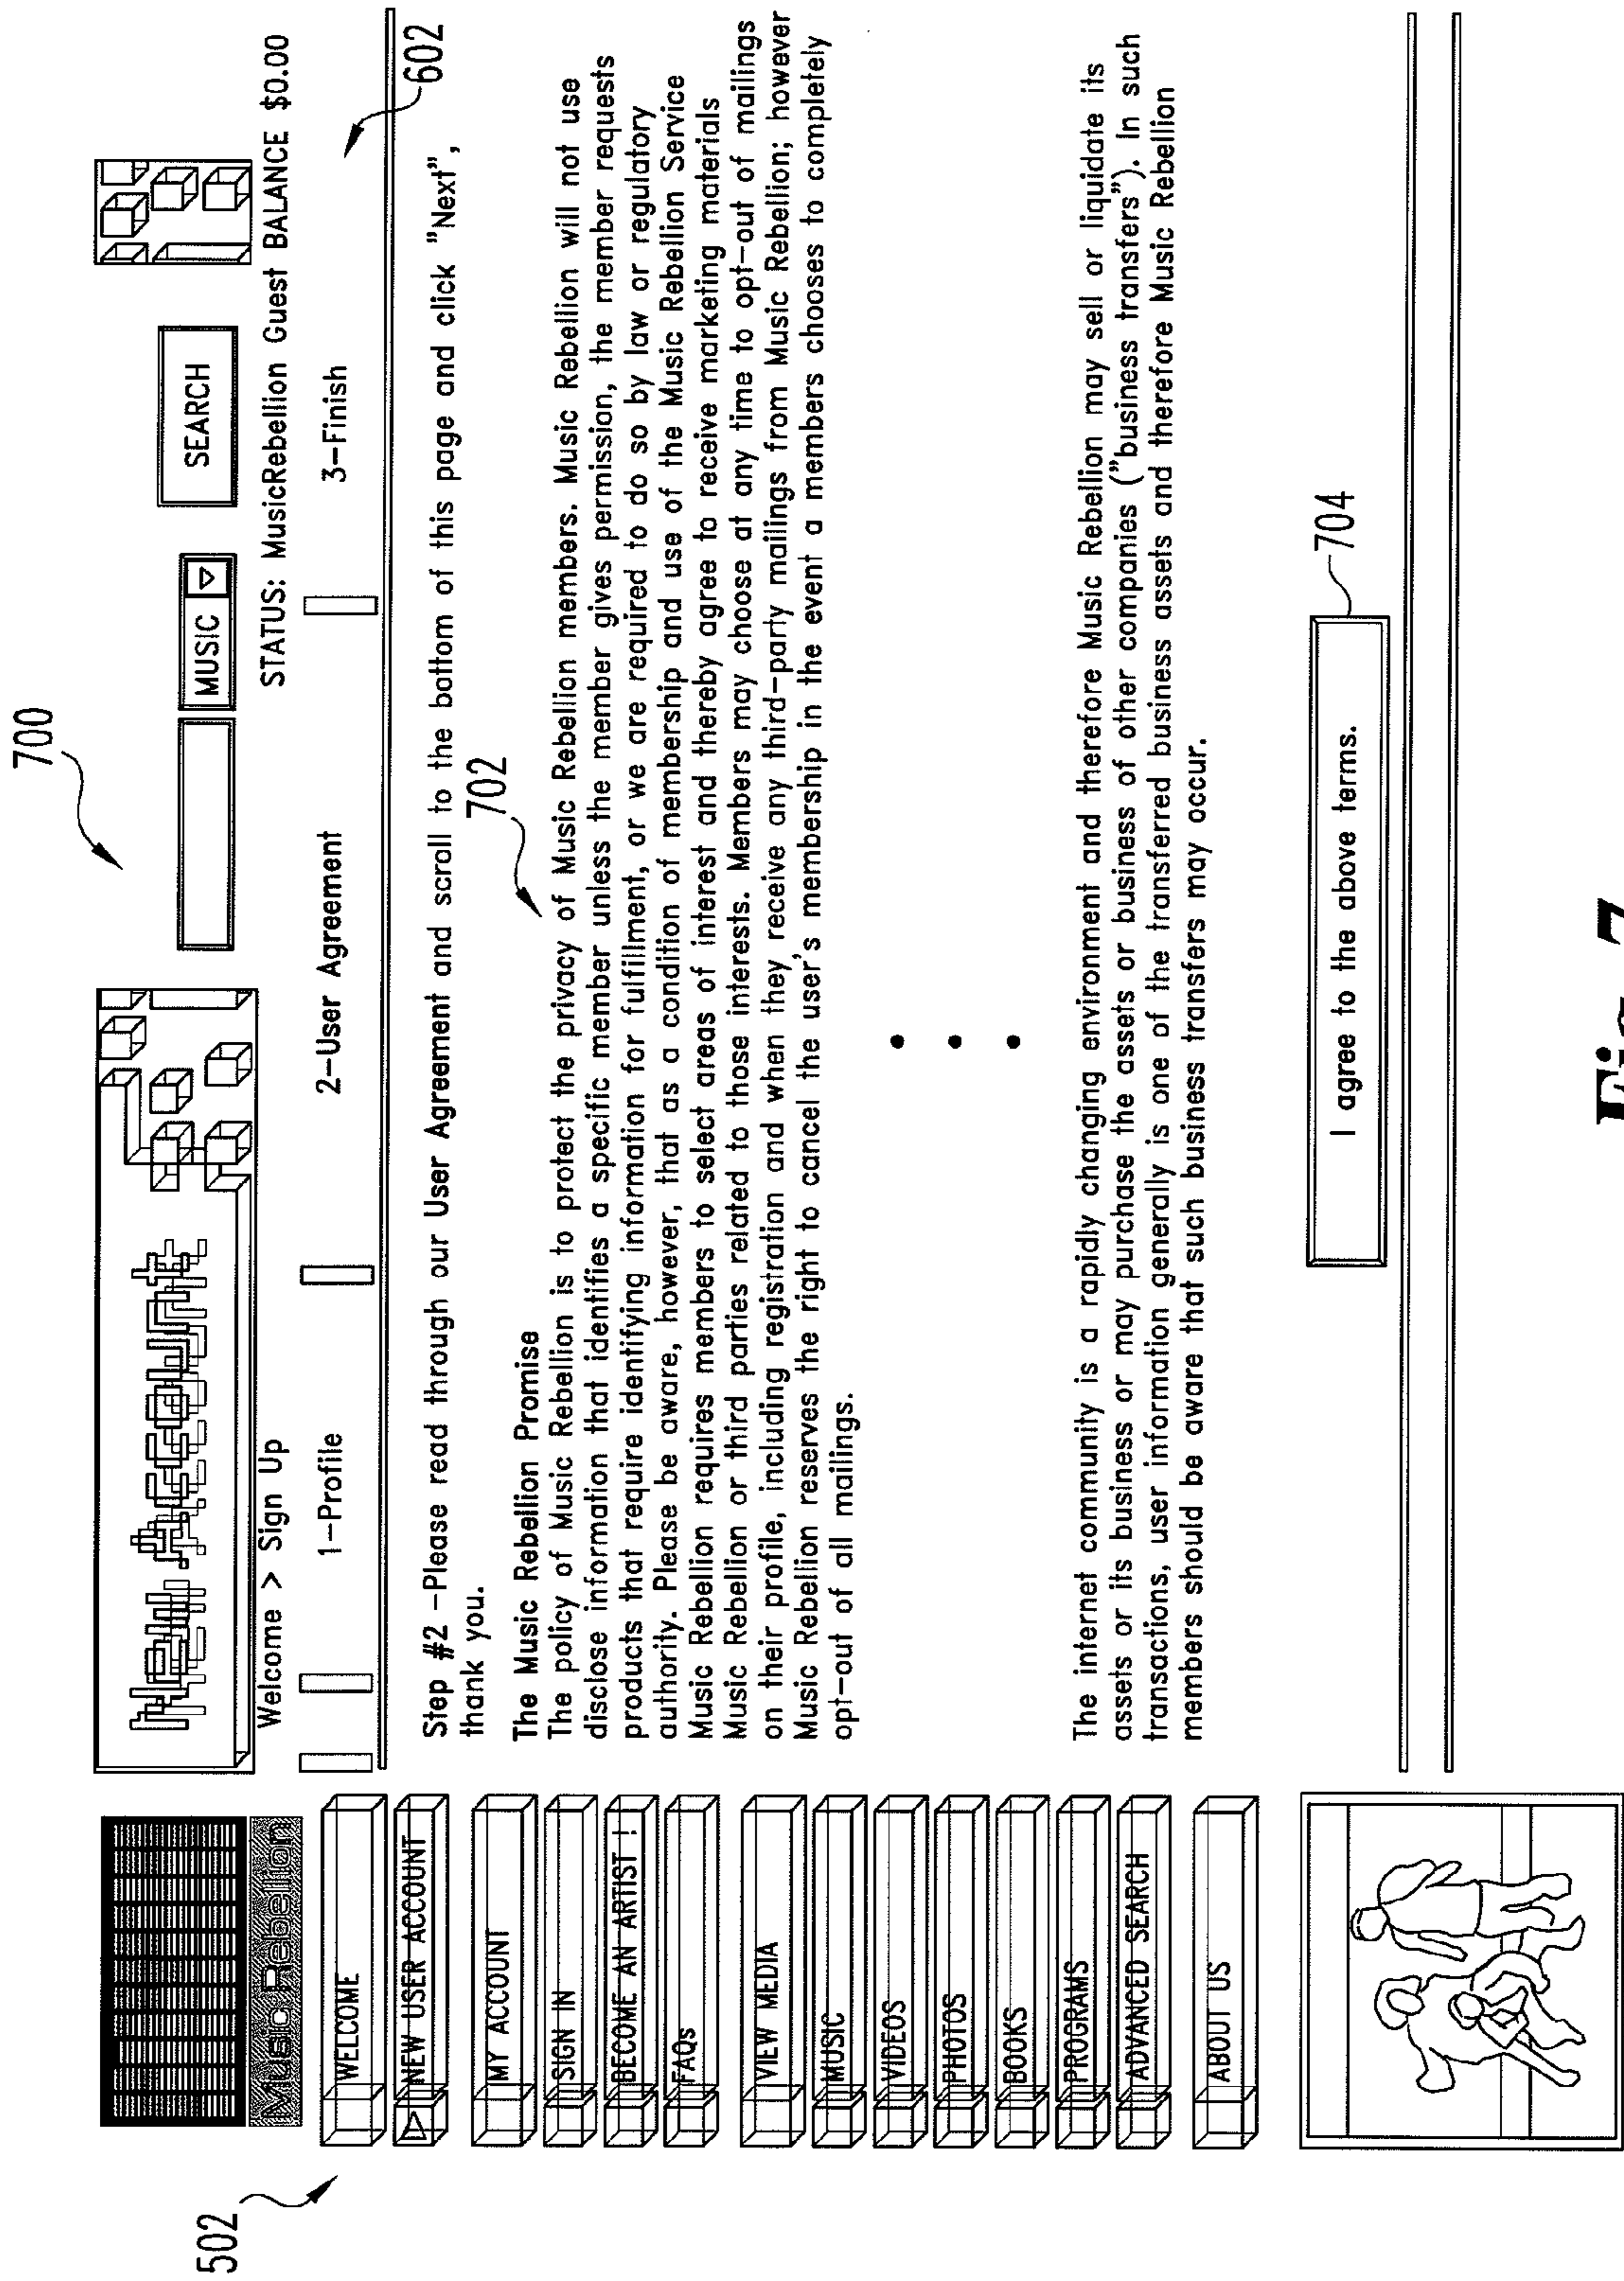 700
Music Rebellion
MUSIC
SEARCH
Welcome > Sign Up
STATUS: MusicRebellion Guest BALANCE $0.00
502
602
1-Profile
2-User Agreement
3-Finish
WELCOME
NEW USER ACCOUNT
MY ACCOUNT
SIGN IN
BECOME AN ARTIST !
FAQs
VIEW MEDIA
MUSIC
VIDEOS
PHOTOS
BOOKS
PROGRAMS
ADVANCED SEARCH
ABOUT US
Step #2 -Please read through our User Agreement and scroll to the bottom of this page and click "Next",
thank you.
702
The Music Rebellion Promise
The policy of Music Rebellion is to protect the privacy of Music Rebellion members. Music Rebellion will not use
disclose information that identifies a specific member unless the member gives permission, the member requests
products that require identifying information for fulfillment, or we are required to do so by law or regulatory
authority. Please be aware, however, that as a condition of membership and use of the Music Rebellion Service
Music Rebellion requires members to select areas of interest and thereby agree to receive marketing materials
Music Rebellion or third parties related to those interests. Members may choose at any time to opt-out of mailings
on their profile, including registration and when they receive any third-party mailings from Music Rebellion; however
Music Rebellion reserves the right to cancel the user's membership in the event a members chooses to completely
opt-out of all mailings.
The internet community is a rapidly changing environment and therefore Music Rebellion may sell or liquidate its
assets or its business or may purchase the assets or business of other companies ("business transfers"). In such
transactions, user information generally is one of the transferred business assets and therefore Music Rebellion
members should be aware that such business transfers may occur.
I agree to the above terms.
704
Fig. 7